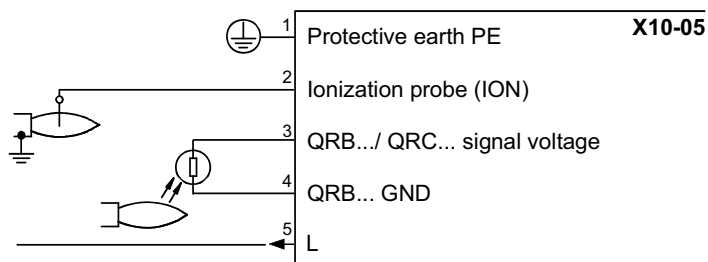 X10-05
1 Protective earth PE
2 Ionization probe (ION)
3 QRB.../ QRC... signal voltage
4 QRB... GND
5 L